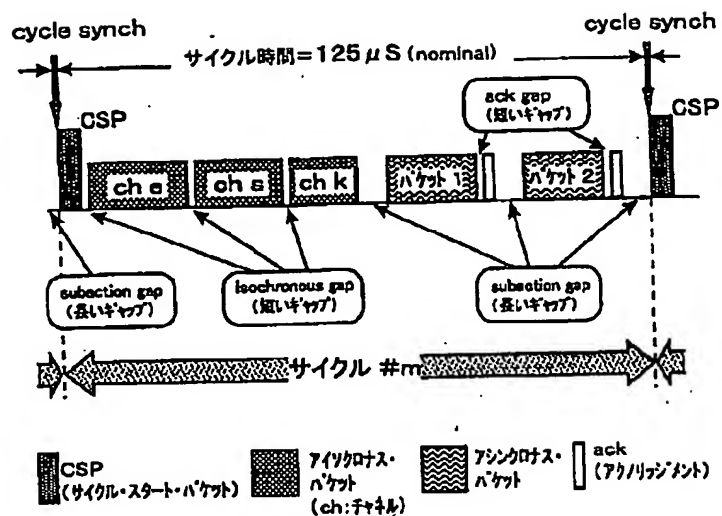 cycle synch
cycle synch
サイクル時間=125μS (nominal)
CSP
ack gap
(短いギャップ)
CSP
ch e
ch s
ch k
パケット 1
パケット 2
subaction gap
(長いギャップ)
isochronous gap
(短いギャップ)
subaction gap
(長いギャップ)
サイクル #m
CSP
(サイクル・スタート・パケット)
アイソクロナス・
パケット
(ch:チャネル)
アシンクロナス・
パケット
ack
(アクノリッジメント)